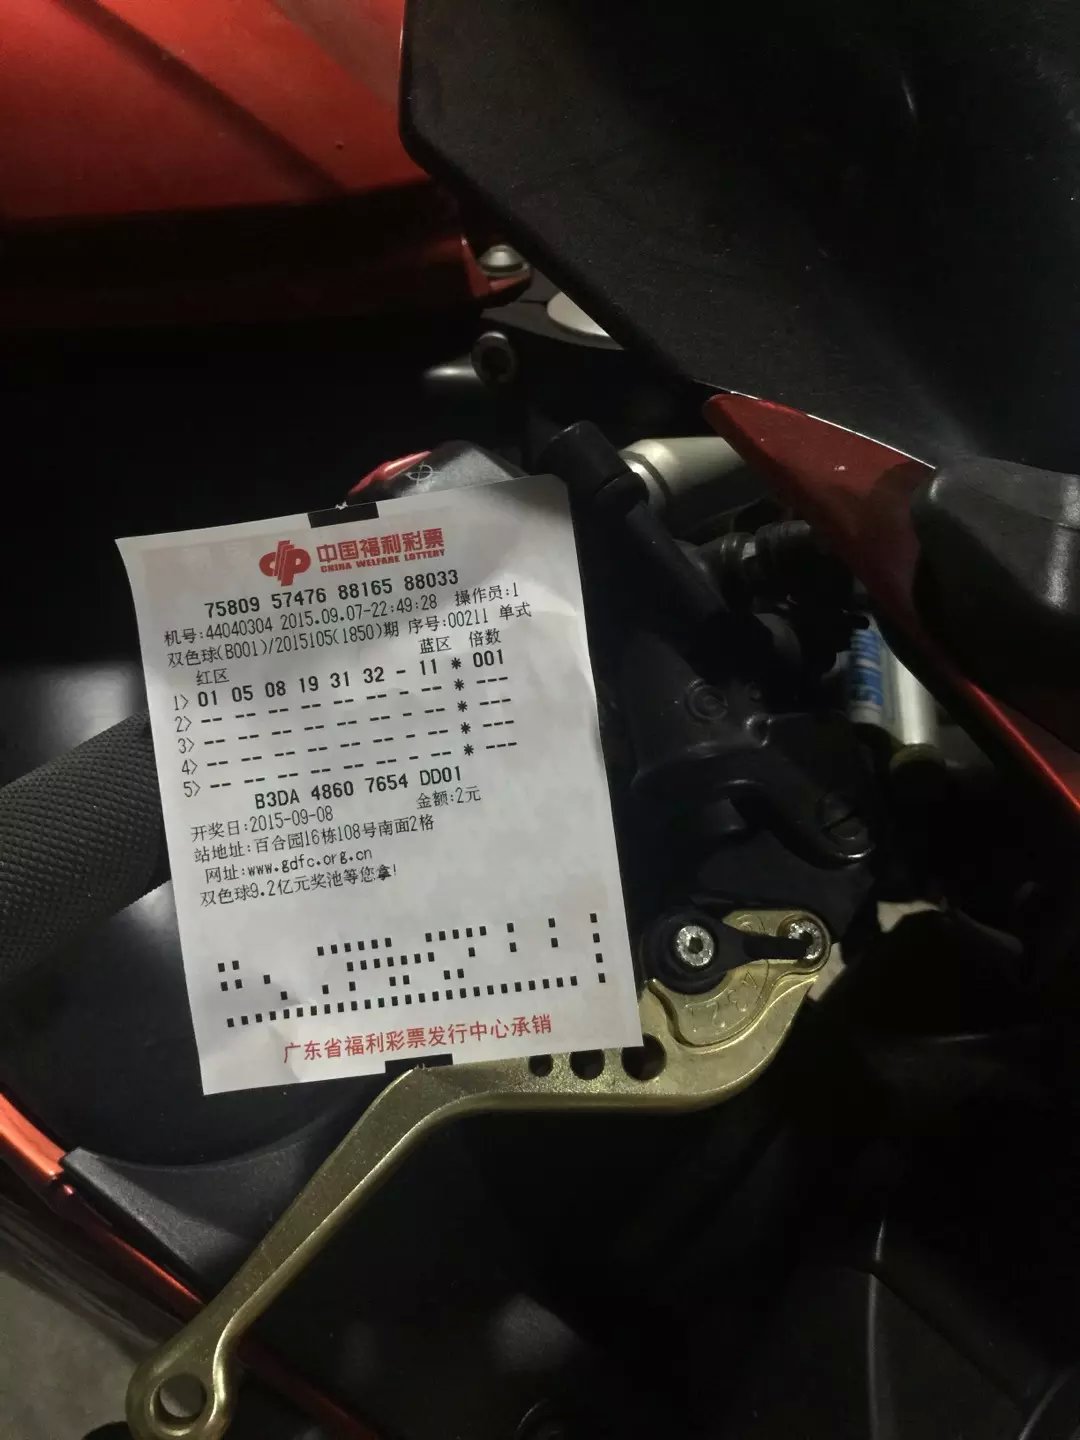 中国福利彩票
CHINA WELFARE LOTTERY
75809 57476 88165 88033
机号:44040304 2015.09.07-22:49:28 操作员:1
双色球(B001)/2015105(1850)期 序号:00211 单式
红区 蓝区 倍数
1> 01 05 08 19 31 32 - 11 * 001
2> -- -- -- -- -- -- - -- * ---
3> -- -- -- -- -- -- - -- * ---
4> -- -- -- -- -- -- - -- * ---
5> -- -- -- -- -- -- - -- * ---
B3DA 4860 7654 DD01
开奖日:2015-09-08 金额:2元
站地址:百合园16栋108号南面2格
网址:www.gdfc.org.cn
双色球9.2亿元奖池等您拿!
广东省福利彩票发行中心承销